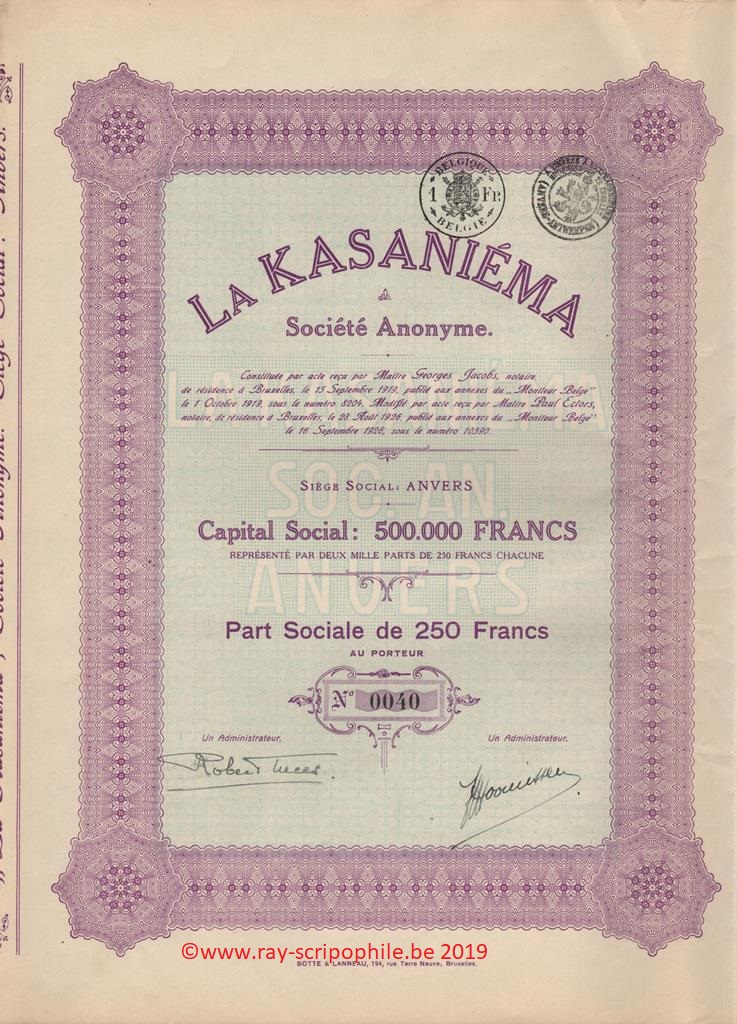 BELGIQUE
1 Fr.
BELGIË
LA KASANIÉMA
Société Anonyme.
Constituée par acte reçu par Maître Georges Jacobs, notaire,
de résidence à Bruxelles, le 15 Septembre 1919, publié aux annexes du „Moniteur Belge"
le 1 Octobre 1919, sous le numéro 8204. Modifié par acte reçu par Maître Paul Ectors,
notaire, de résidence à Bruxelles, le 28 Août 1926, publié aux annexes du „Moniteur Belge"
le 16 Septembre 1926, sous le numéro 10390.
LA KASANIÉMA
SOC. AN.
ANVERS
SIÈGE SOCIAL: ANVERS
Capital Social: 500.000 FRANCS
REPRÉSENTÉ PAR DEUX MILLE PARTS DE 250 FRANCS CHACUNE
Part Sociale de 250 Francs
AU PORTEUR
Nº 0040
Un Administrateur,
Un Administrateur,
©www.ray-scripophile.be 2019
BOTTE & LANNEAU, 194, rue Terre Neuve, Bruxelles.